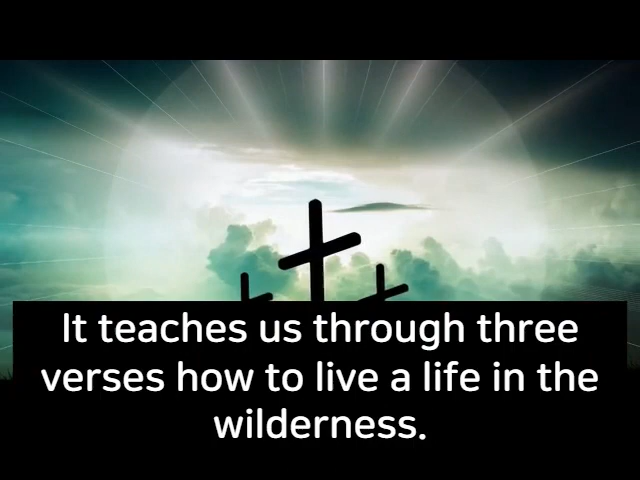 It teaches us through three
verses how to live a life in the
wilderness.